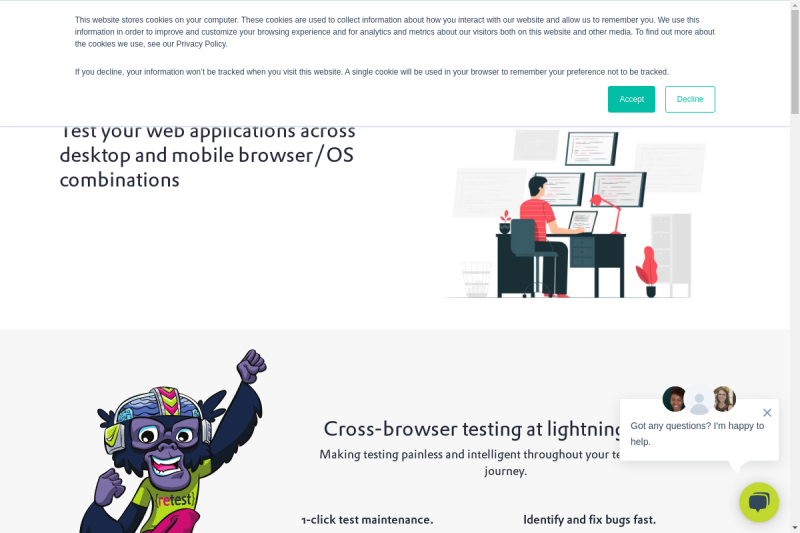 This website stores cookies on your computer. These cookies are used to collect information about how you interact with our website and allow us to remember you. We use this
information in order to improve and customize your browsing experience and for analytics and metrics about our visitors both on this website and other media. To find out more about
the cookies we use, see our Privacy Policy.
If you decline, your information won't be tracked when you visit this website. A single cookie will be used in your browser to remember your preference not to be tracked.
Accept
Decline
Test your web applications across
desktop and mobile browser/OS
combinations
Cross-browser testing at lightning
Making testing painless and intelligent throughout your
journey.
Got any questions? I'm happy to
help.
{retest}
1-click test maintenance.
Identify and fix bugs fast.